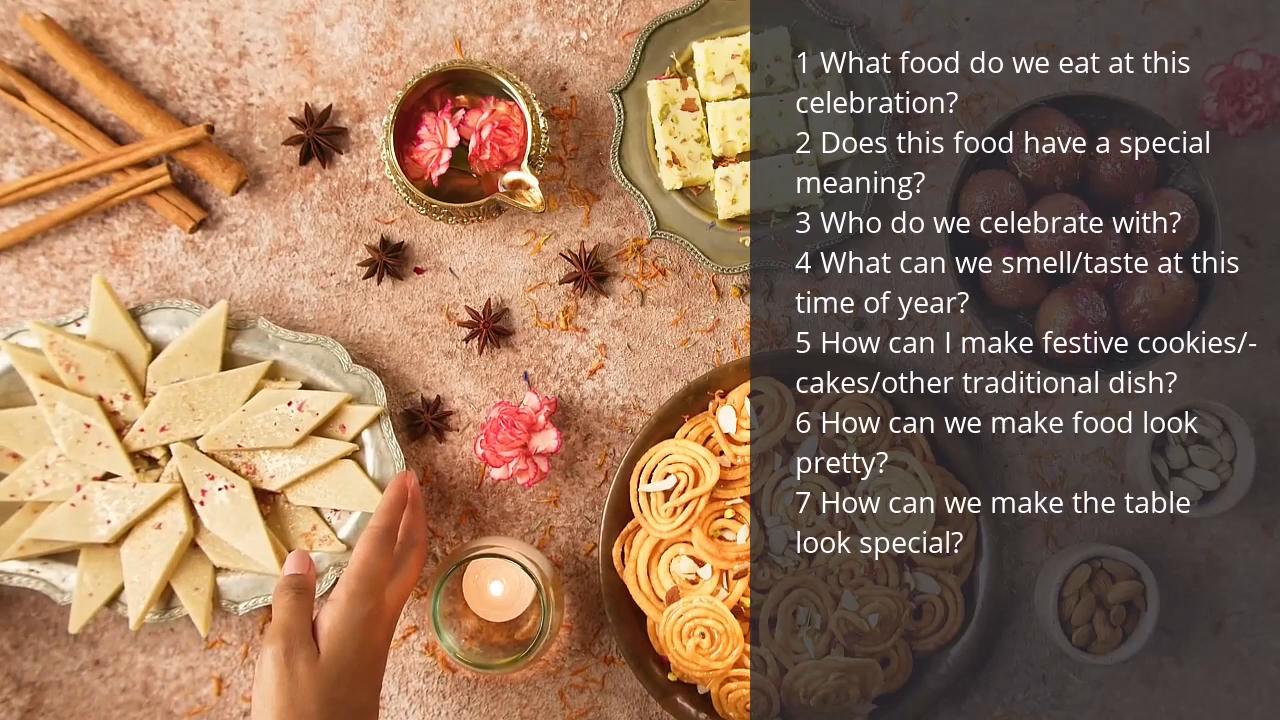 1 What food do we eat at this
celebration?
2 Does this food have a special
meaning?
3 Who do we celebrate with?
4 What can we smell/taste at this
time of year?
5 How can I make festive cookies/-
cakes/other traditional dish?
6 How can we make food look
pretty?
7 How can we make the table
look special?